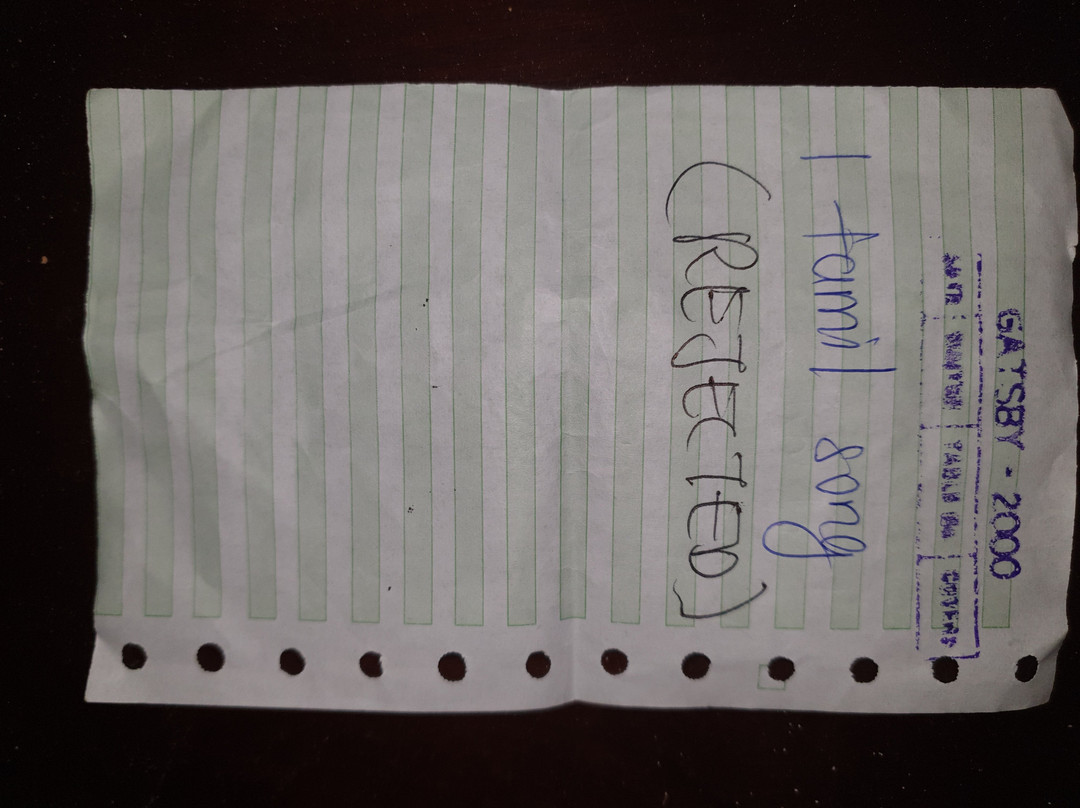 GATSBY - 2000
1 tamil song
(REJECTED)